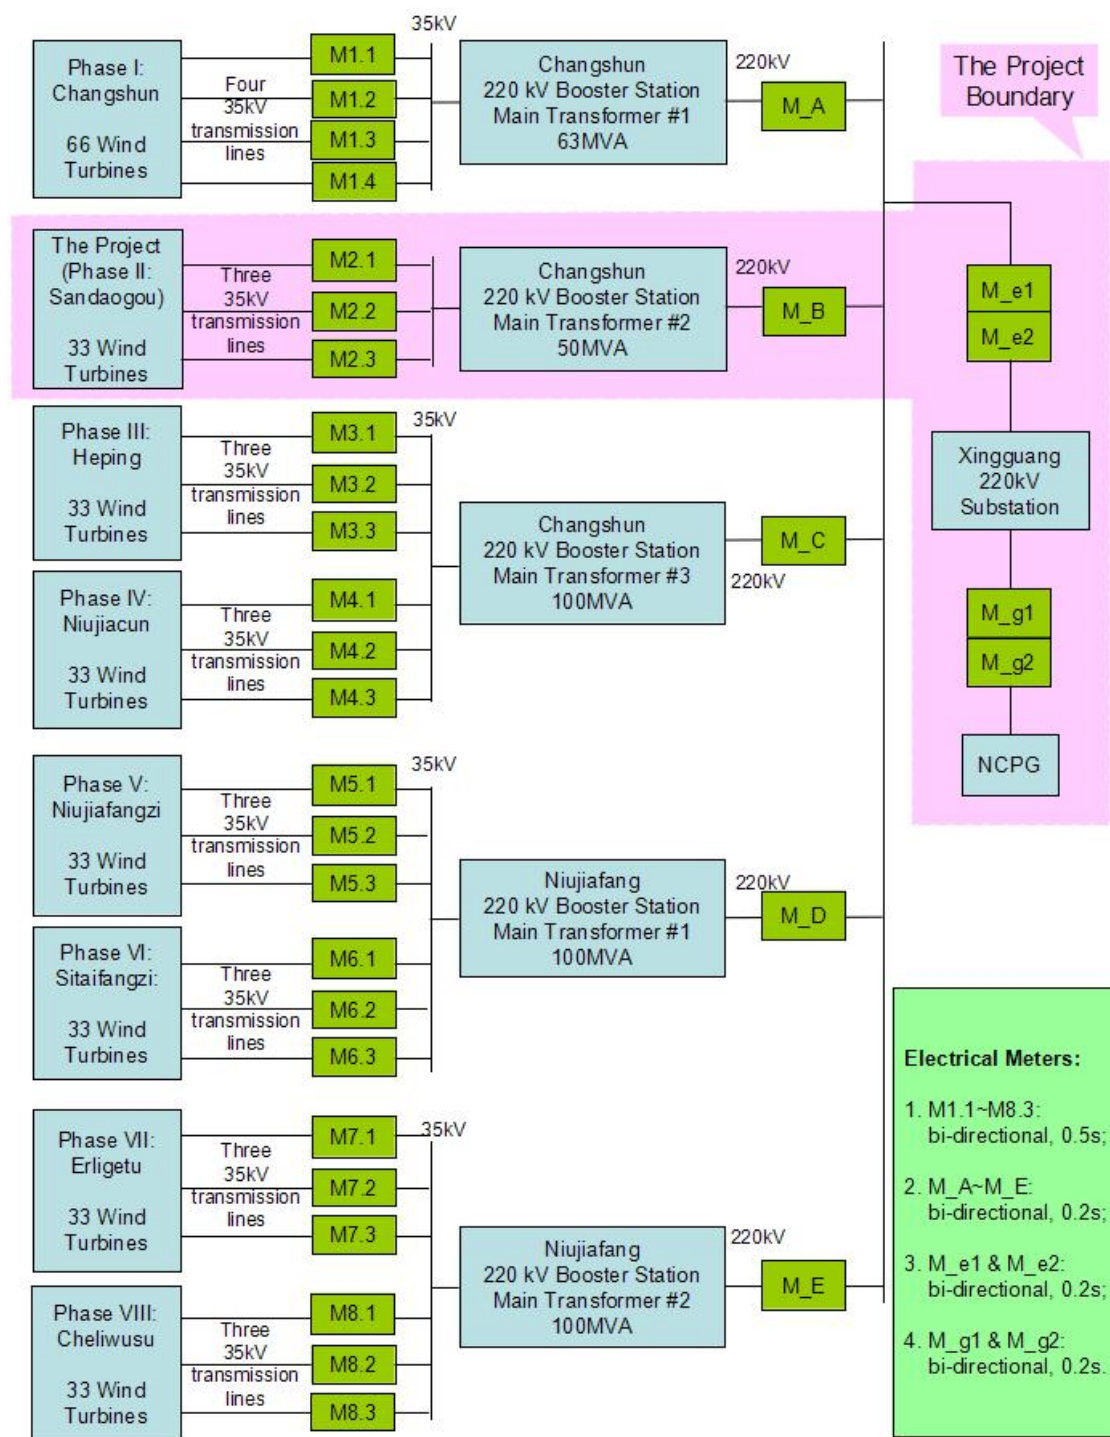 35kV
Phase I:
Changshun
66 Wind
Turbines
Four
35kV
transmission
lines
M1.1
M1.2
M1.3
M1.4
Changshun
220 kV Booster Station
Main Transformer #1
63MVA
220kV
M_A
The Project
Boundary
The Project
(Phase II:
Sandaogou)
33 Wind
Turbines
Three
35kV
transmission
lines
M2.1
M2.2
M2.3
Changshun
220 kV Booster Station
Main Transformer #2
50MVA
220kV
M_B
M_e1
M_e2
Xingguang
220kV
Substation
M_g1
M_g2
NCPG
Phase III:
Heping
33 Wind
Turbines
Three
35kV
transmission
lines
M3.1
M3.2
M3.3
35kV
Phase IV:
Niujiacun
33 Wind
Turbines
Three
35kV
transmission
lines
M4.1
M4.2
M4.3
Changshun
220 kV Booster Station
Main Transformer #3
100MVA
M_C
220kV
Phase V:
Niujiafangzi
33 Wind
Turbines
Three
35kV
transmission
lines
M5.1
M5.2
M5.3
35kV
Phase VI:
Sitaifangzi:
33 Wind
Turbines
Three
35kV
transmission
lines
M6.1
M6.2
M6.3
Niujiafang
220 kV Booster Station
Main Transformer #1
100MVA
220kV
M_D
Phase VII:
Erligetu
33 Wind
Turbines
Three
35kV
transmission
lines
M7.1
M7.2
M7.3
35kV
Phase VIII:
Cheliwusu
33 Wind
Turbines
Three
35kV
transmission
lines
M8.1
M8.2
M8.3
Niujiafang
220 kV Booster Station
Main Transformer #2
100MVA
220kV
M_E
Electrical Meters:
1. M1.1~M8.3:
bi-directional, 0.5s;
2. M_A~M_E:
bi-directional, 0.2s;
3. M_e1 & M_e2:
bi-directional, 0.2s;
4. M_g1 & M_g2:
bi-directional, 0.2s.